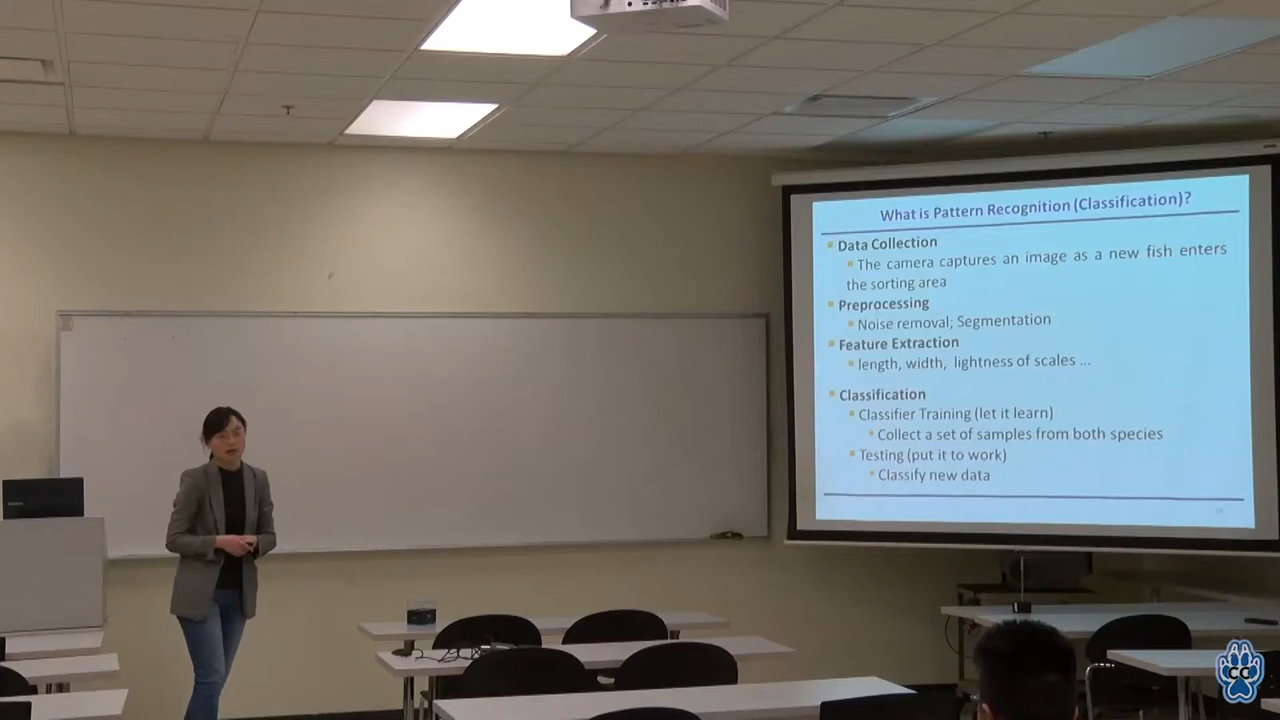 What is Pattern Recognition (Classification)?
Data Collection
The camera captures an image as a new fish enters
the sorting area
Preprocessing
Noise removal; Segmentation
Feature Extraction
length, width, lightness of scales ...
Classification
Classifier Training (let it learn)
Collect a set of samples from both species
Testing (put it to work)
Classify new data
CC